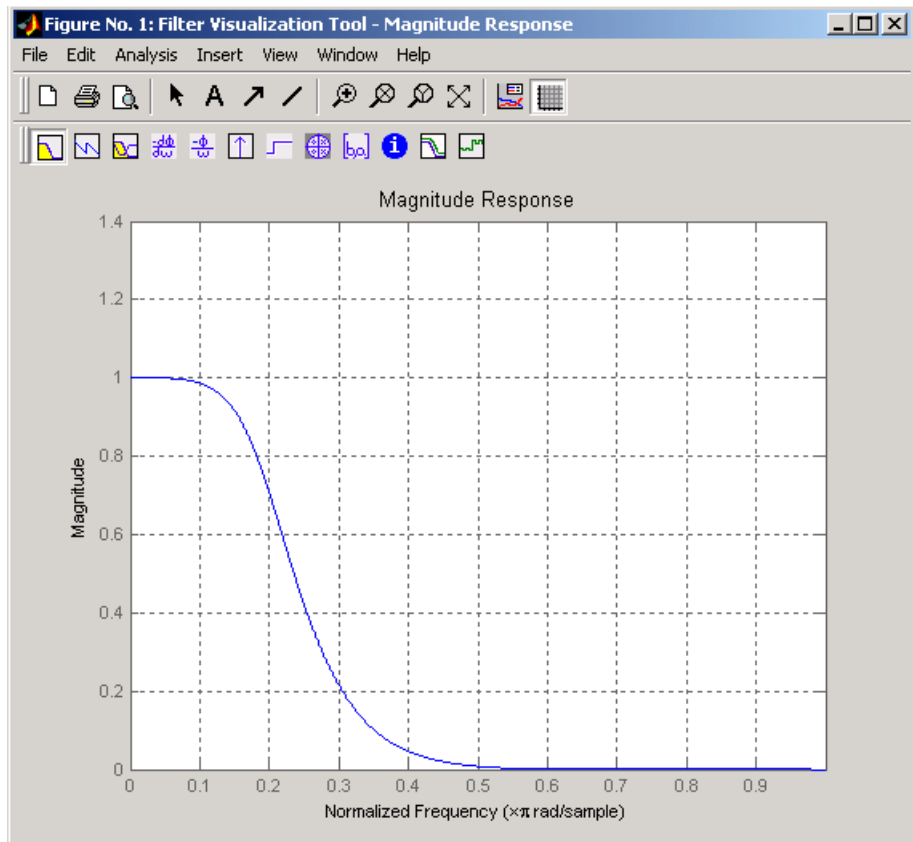 Figure No. 1: Filter Visualization Tool - Magnitude Response
File Edit Analysis Insert View Window Help
A
[b,a] i
Magnitude Response
1.4
1.2
1
0.8
0.6
0.4
0.2
0
Magnitude
0 0.1 0.2 0.3 0.4 0.5 0.6 0.7 0.8 0.9
Normalized Frequency (×π rad/sample)